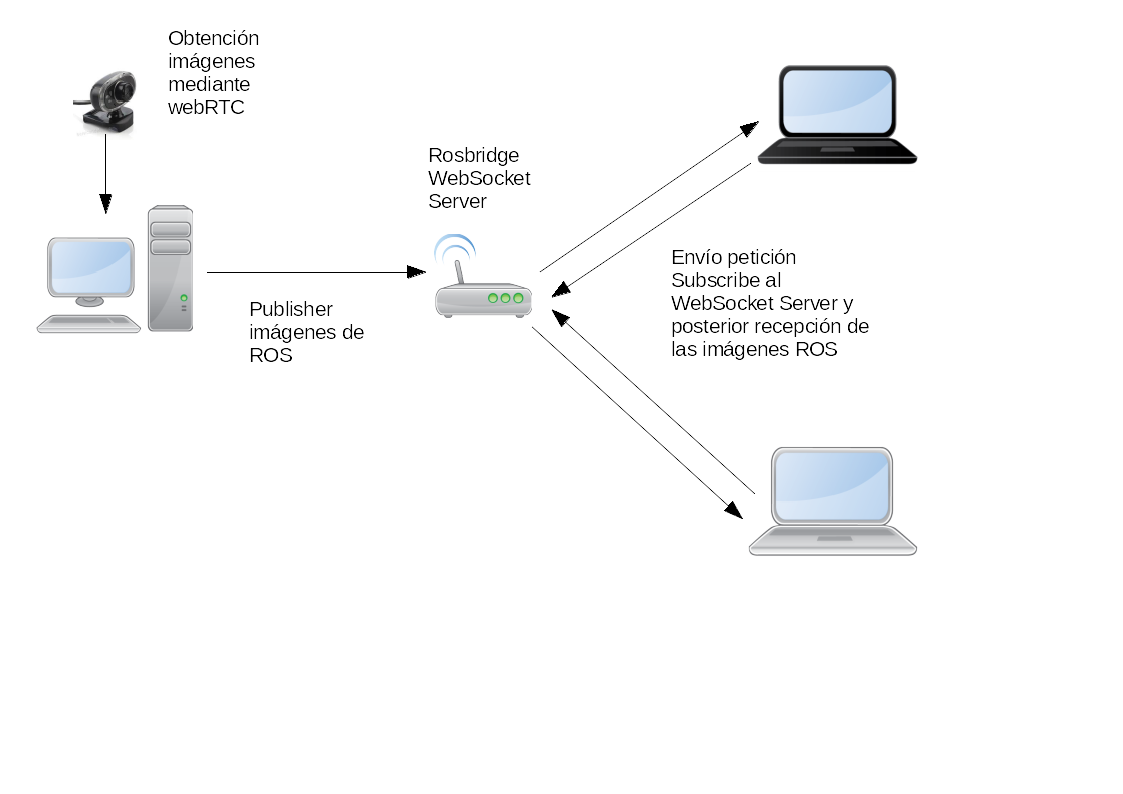 Obtención
imágenes
mediante
webRTC
Rosbridge
WebSocket
Server
Publisher
imágenes de
ROS
Envío petición
Subscribe al
WebSocket Server y
posterior recepción de
las imágenes ROS